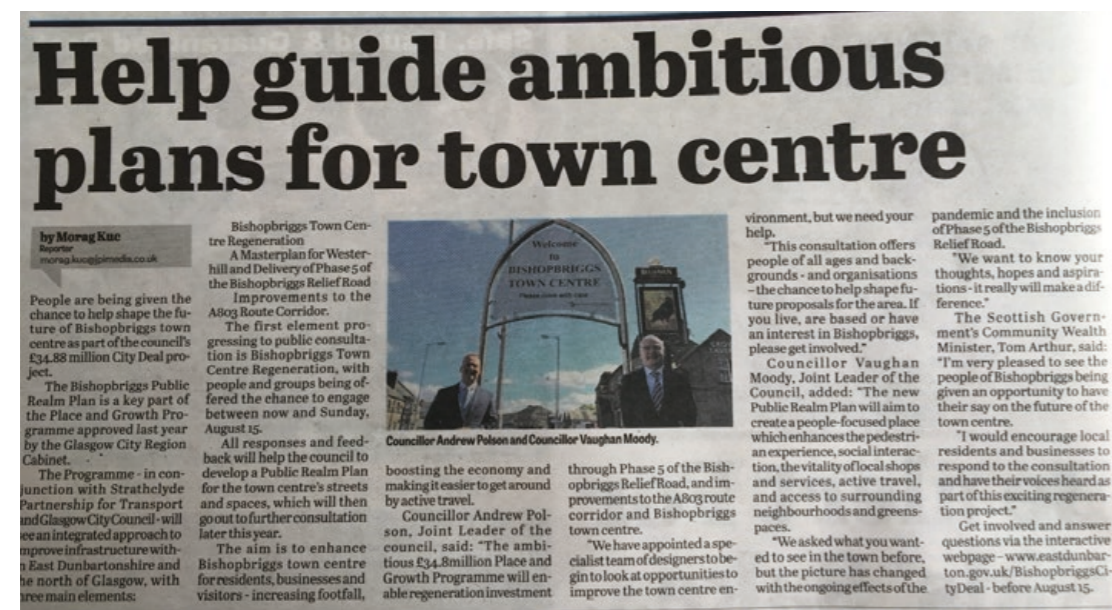 Help guide ambitious
plans for town centre
by Morag Kuc
Reporter
morag.kuc@jpimedia.co.uk
People are being given the
chance to help shape the fu-
ture of Bishopbriggs town
centre as part of the council's
£34.88 million City Deal pro-
ject.
The Bishopbriggs Public
Realm Plan is a key part of
the Place and Growth Pro-
gramme approved last year
by the Glasgow City Region
Cabinet.
The Programme - in con-
junction with Strathclyde
Partnership for Transport
and Glasgow City Council - will
see an integrated approach to
improve infrastructure with-
in East Dunbartonshire and
he north of Glasgow, with
three main elements:
Bishopbriggs Town Cen-
tre Regeneration
A Masterplan for Wester-
hill and Delivery of Phase 5 of
the Bishopbriggs Relief Road
Improvements to the
A803 Route Corridor.
The first element pro-
gressing to public consulta-
tion is Bishopbriggs Town
Centre Regeneration, with
people and groups being of-
fered the chance to engage
between now and Sunday,
August 15.
All responses and feed-
back will help the council to
develop a Public Realm Plan
for the town centre's streets
and spaces, which will then
go out to further consultation
later this year.
The aim is to enhance
Bishopbriggs town centre
for residents, businesses and
visitors - increasing footfall,
Welcome
to
BISHOPBRIGGS
TOWN CENTRE
Please drive with care
Councillor Andrew Polson and Councillor Vaughan Moody.
boosting the economy and
making it easier to get around
by active travel.
Councillor Andrew Pol-
son, Joint Leader of the
council, said: "The ambi-
tious £34.8million Place and
Growth Programme will en-
able regeneration investment
through Phase 5 of the Bish-
opbriggs Relief Road, and im-
provements to the A803 route
corridor and Bishopbriggs
town centre.
"We have appointed a spe-
cialist team of designers to be-
gin to look at opportunities to
improve the town centre en-
vironment, but we need your
help.
"This consultation offers
people of all ages and back-
grounds - and organisations
– the chance to help shape fu-
ture proposals for the area. If
you live, are based or have
an interest in Bishopbriggs,
please get involved."
Councillor Vaughan
Moody, Joint Leader of the
Council, added: "The new
Public Realm Plan will aim to
create a people-focused place
which enhances the pedestri-
an experience, social interac-
tion, the vitality of local shops
and services, active travel,
and access to surrounding
neighbourhoods and greens-
paces.
"We asked what you want-
ed to see in the town before,
but the picture has changed
with the ongoing effects of the
pandemic and the inclusion
of Phase 5 of the Bishopbriggs
Relief Road.
"We want to know your
thoughts, hopes and aspira-
tions - it really will make a dif-
ference."
The Scottish Govern-
ment's Community Wealth
Minister, Tom Arthur, said:
"I'm very pleased to see the
people of Bishopbriggs being
given an opportunity to have
their say on the future of the
town centre.
"I would encourage local
residents and businesses to
respond to the consultation
and have their voices heard as
part of this exciting regenera-
tion project."
Get involved and answer
questions via the interactive
webpage - www.eastdunbar-
ton.gov.uk/BishopbriggsCi-
tyDeal - before August 15.